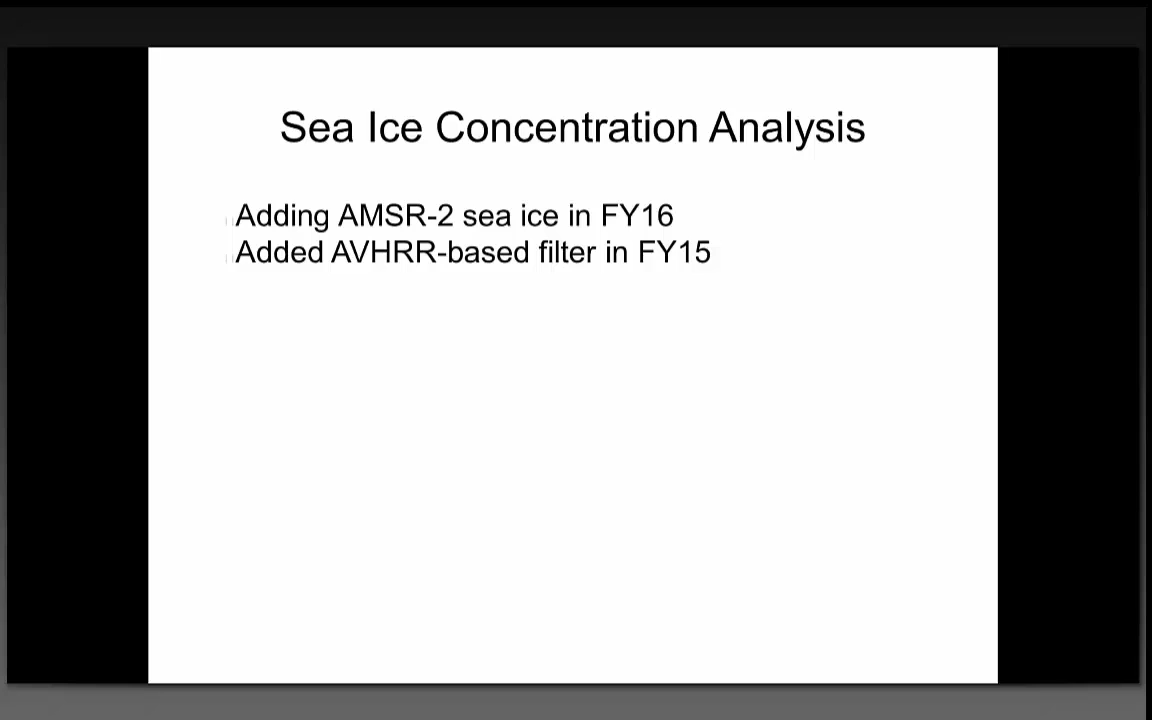 Sea Ice Concentration Analysis
Adding AMSR-2 sea ice in FY16
Added AVHRR-based filter in FY15